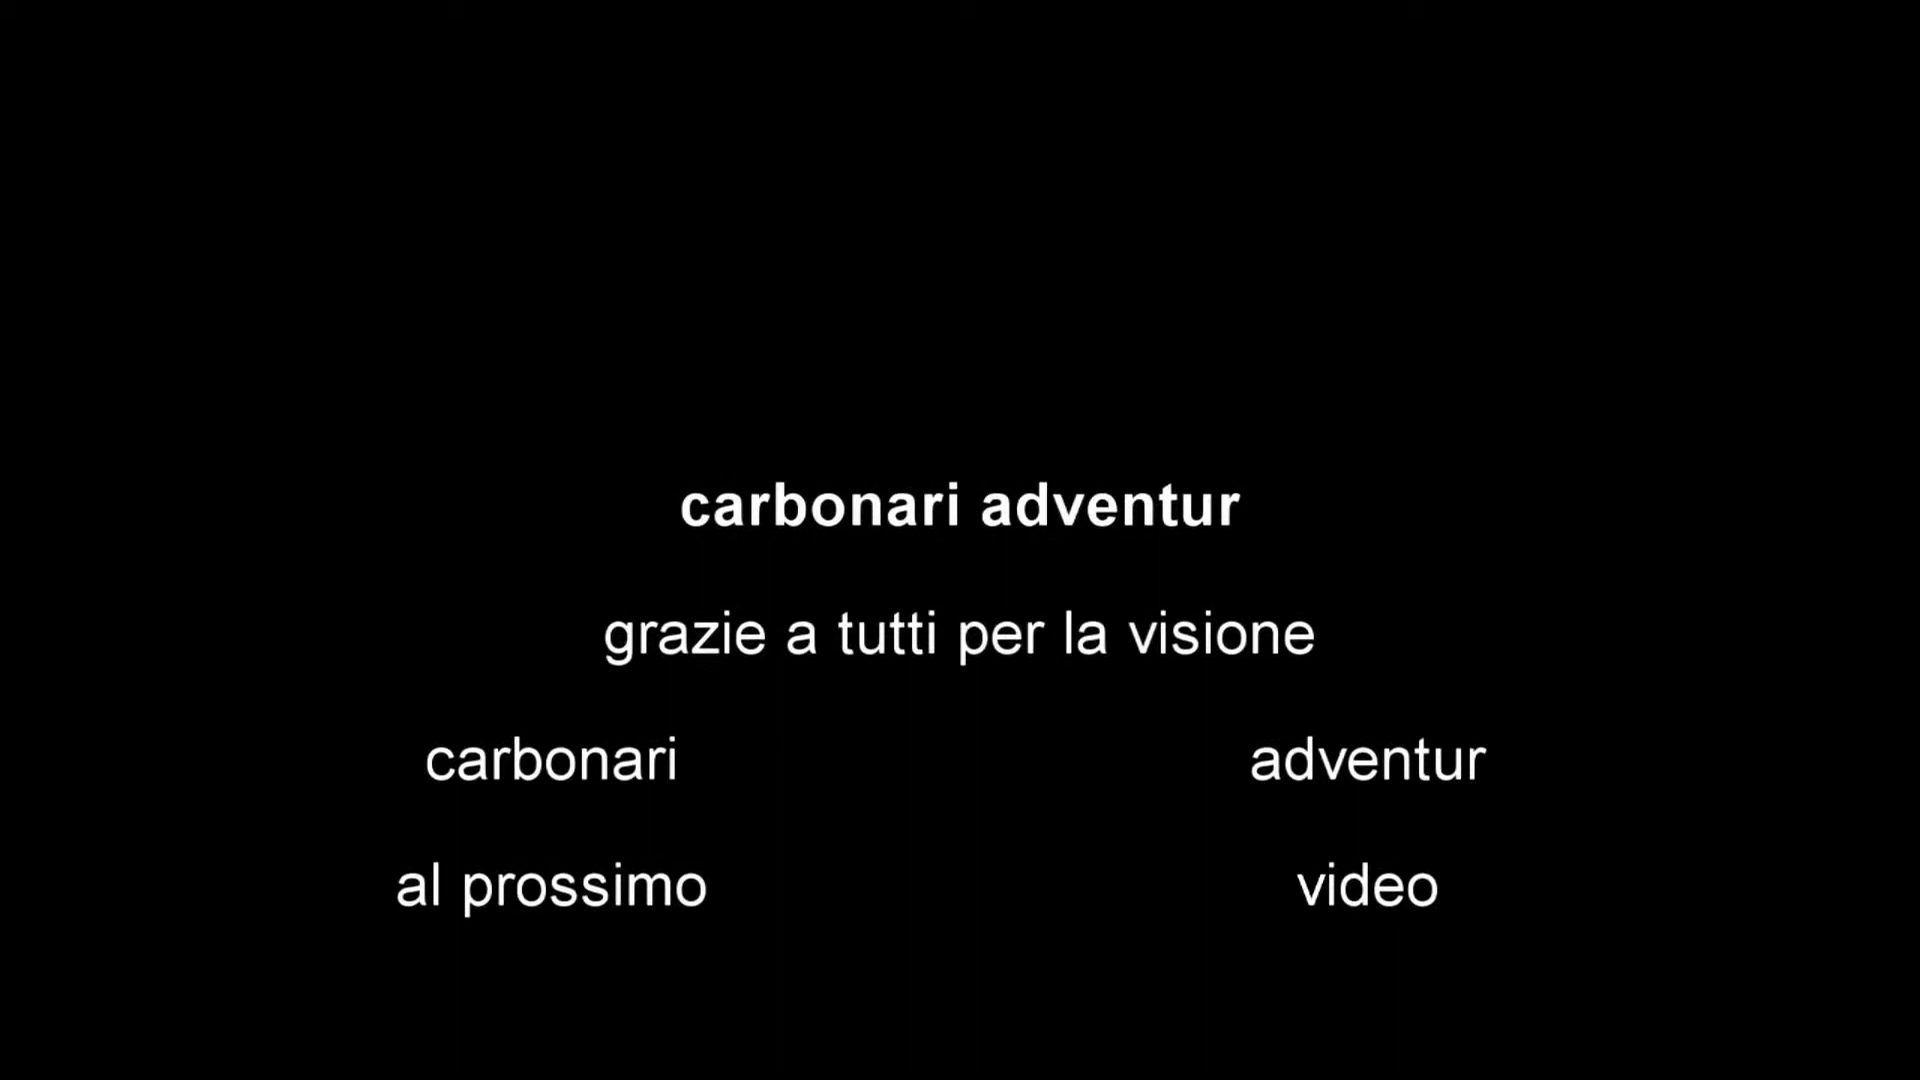 carbonari adventur
grazie a tutti per la visione
carbonari adventur
al prossimo video